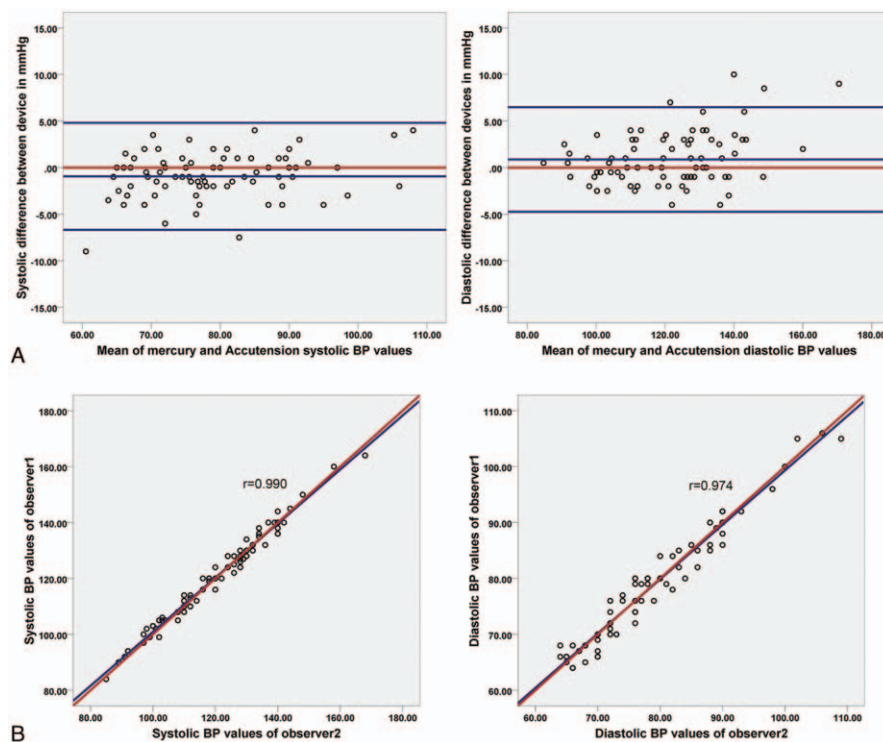 15.00
10.00
5.00
.00
-5.00
-10.00
-15.00
Systolic difference between device in mmHg
60.00 70.00 80.00 90.00 100.00 110.00
Mean of mercury and Accutension systolic BP values
A
15.00
10.00
5.00
.00
-5.00
-10.00
-15.00
Diastolic difference between devices in mmHg
80.00 100.00 120.00 140.00 160.00 180.00
Mean of mecury and Accutension diastolic BP values
180.00
160.00
140.00
120.00
100.00
80.00
Systolic BP values of observer1
r=0.990
80.00 100.00 120.00 140.00 160.00 180.00
Systolic BP values of observer2
B
110.00
100.00
90.00
80.00
70.00
60.00
Diastolic BP values of observer1
r=0.974
60.00 70.00 80.00 90.00 100.00 110.00
Diastolic BP values of observer2